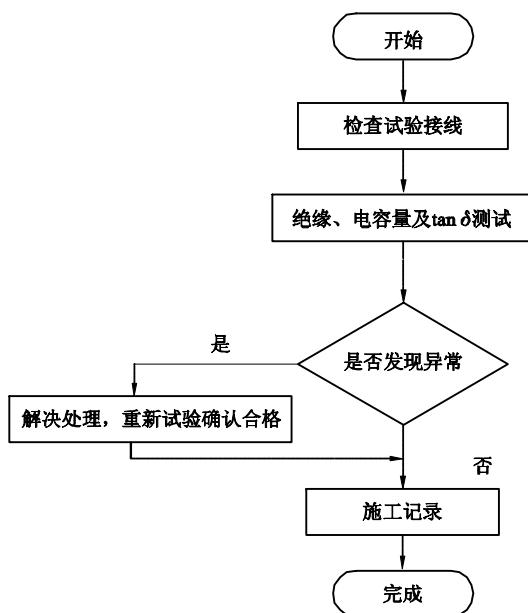 开始
检查试验接线
绝缘、电容量及tan δ测试
是否发现异常
是
解决处理，重新试验确认合格
否
施工记录
完成